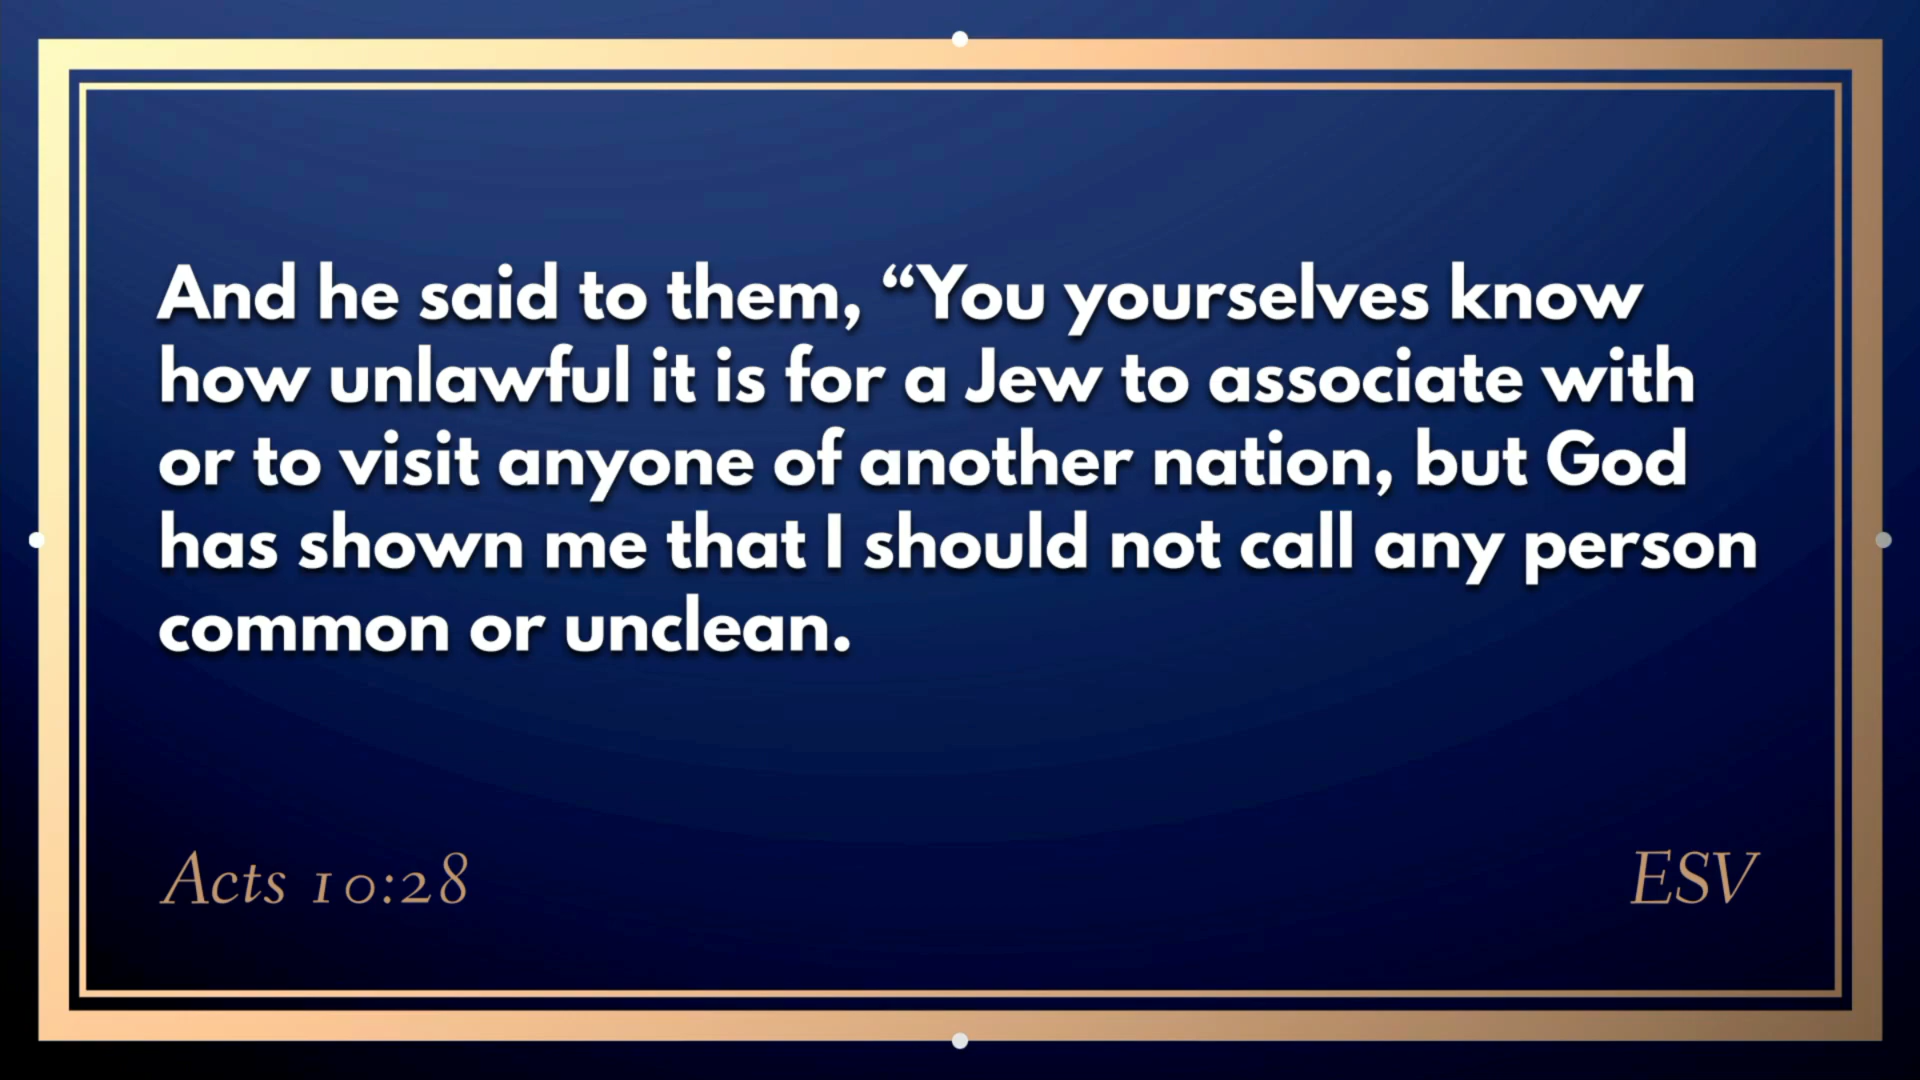 And he said to them, “You yourselves know
how unlawful it is for a Jew to associate with
or to visit anyone of another nation, but God
has shown me that I should not call any person
common or unclean.
Acts 10:28
ESV